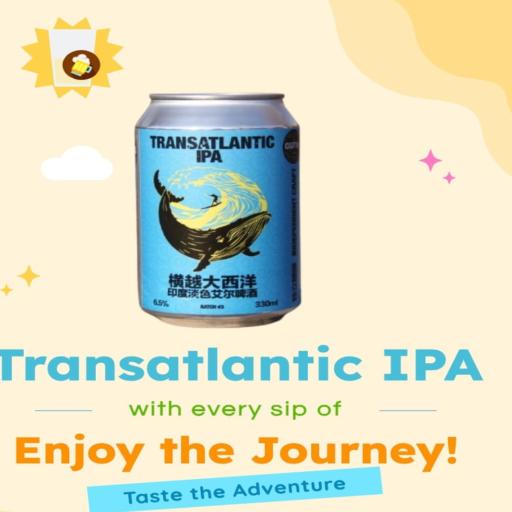 TRANSATLANTIC
IPA
横越大西洋
印度淡色艾尔啤酒
6.5%
330ml
Transatlantic IPA
with every sip of
Enjoy the Journey!
Taste the Adventure